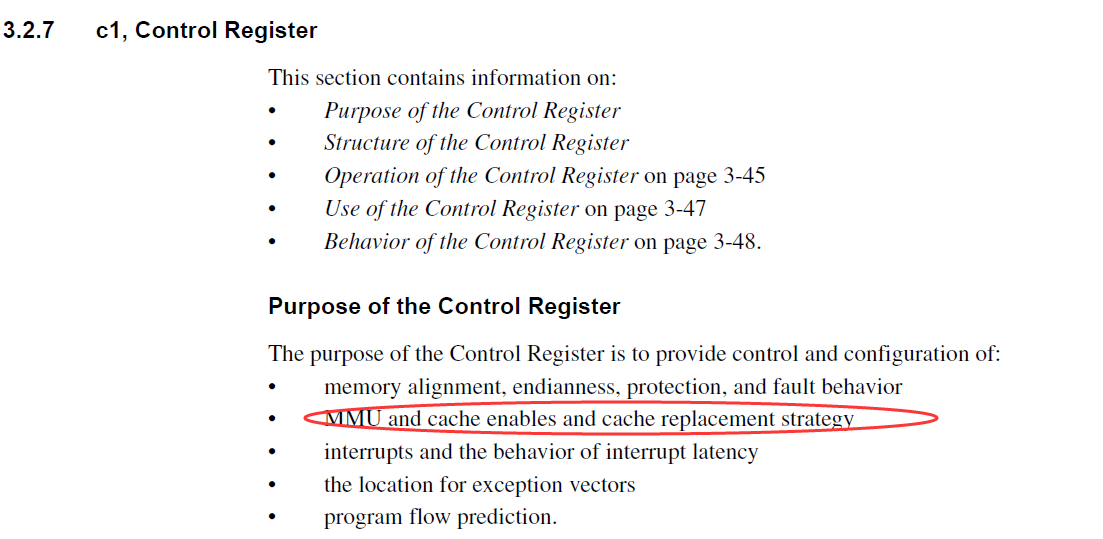 3.2.7 c1, Control Register
This section contains information on:
• Purpose of the Control Register
• Structure of the Control Register
• Operation of the Control Register on page 3-45
• Use of the Control Register on page 3-47
• Behavior of the Control Register on page 3-48.
Purpose of the Control Register
The purpose of the Control Register is to provide control and configuration of:
• memory alignment, endianness, protection, and fault behavior
• MMU and cache enables and cache replacement strategy
• interrupts and the behavior of interrupt latency
• the location for exception vectors
• program flow prediction.